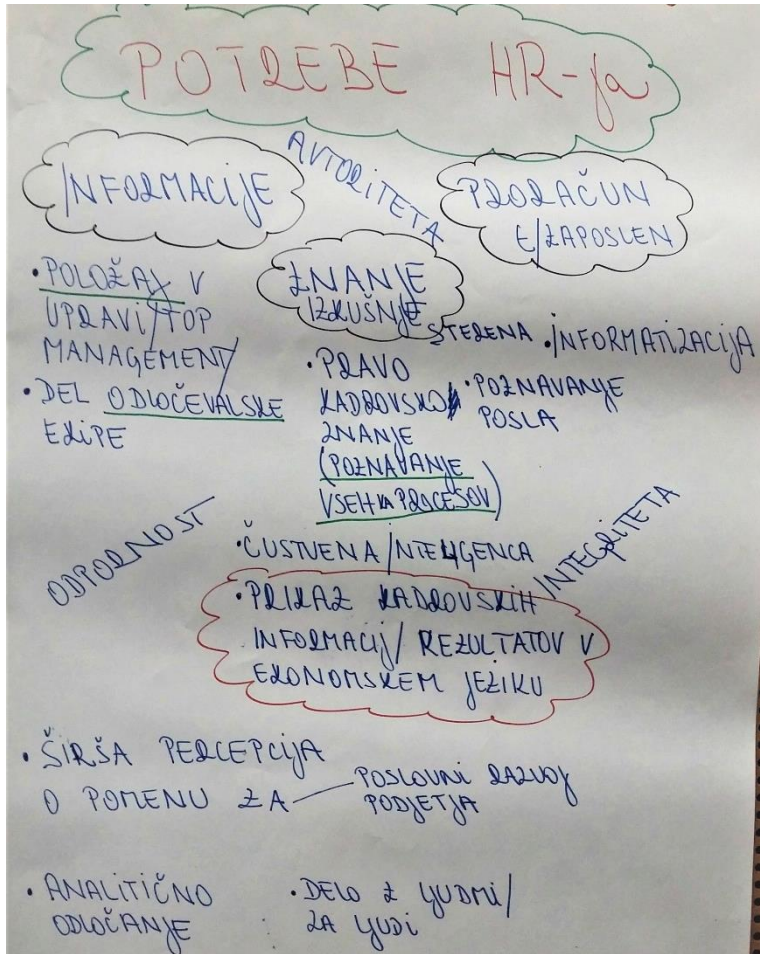 POTREBE HR-ja
INFORMACIJE
AVTORITETA
PRORAČUN
€/ZAPOSLEN
• POLOŽAJ V
UPRAVI/TOP
MANAGEMENT
• DEL ODLOČEVALSKE
EKIPE
ZNANJE
IZKUŠNJE
S TERENA
• PRAVO
KADROVSKO
ZNANJE
(POZNAVANJE
VSEH PROCESOV)
• INFORMATIZACIJA
• POZNAVANJE
POSLA
ODPORNOST
• ČUSTVENA INTELIGENCA
INTEGRITETA
• PRIKAZ KADROVSKIH
INFORMACIJ/REZULTATOV V
EKONOMSKEM JEZIKU
• ŠIRŠA PERCEPCIJA
O POMENU ZA
POSLOVNI RAZVOJ
PODJETJA
• ANALITIČNO
ODLOČANJE
• DELO Z LJUDMI/
ZA LJUDI